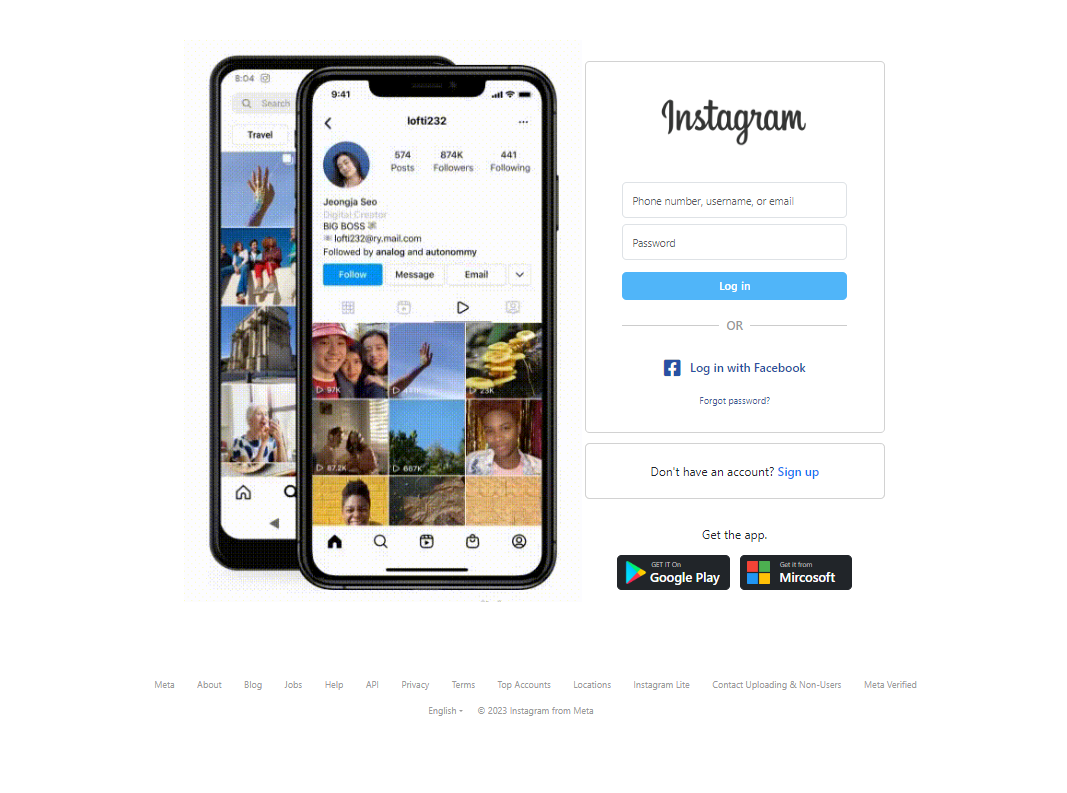 8:04
Search
Travel
9:41
lofti232
574
874K
441
Posts
Followers
Following
Jeongja Seo
Digital Creator
BIG BOSS
lofti232@ry.mail.com
Followed by analog and autonommy
Follow
Message
Email
97K
23K
87.2K
667K
Instagram
Phone number, username, or email
Password
Log in
OR
Log in with Facebook
Forgot password?
Don't have an account? Sign up
Get the app.
GET IT On
Google Play
Get it from
Mircosoft
Meta About Blog Jobs Help API Privacy Terms Top Accounts Locations Instagram Lite Contact Uploading & Non-Users Meta Verified
English © 2023 Instagram from Meta